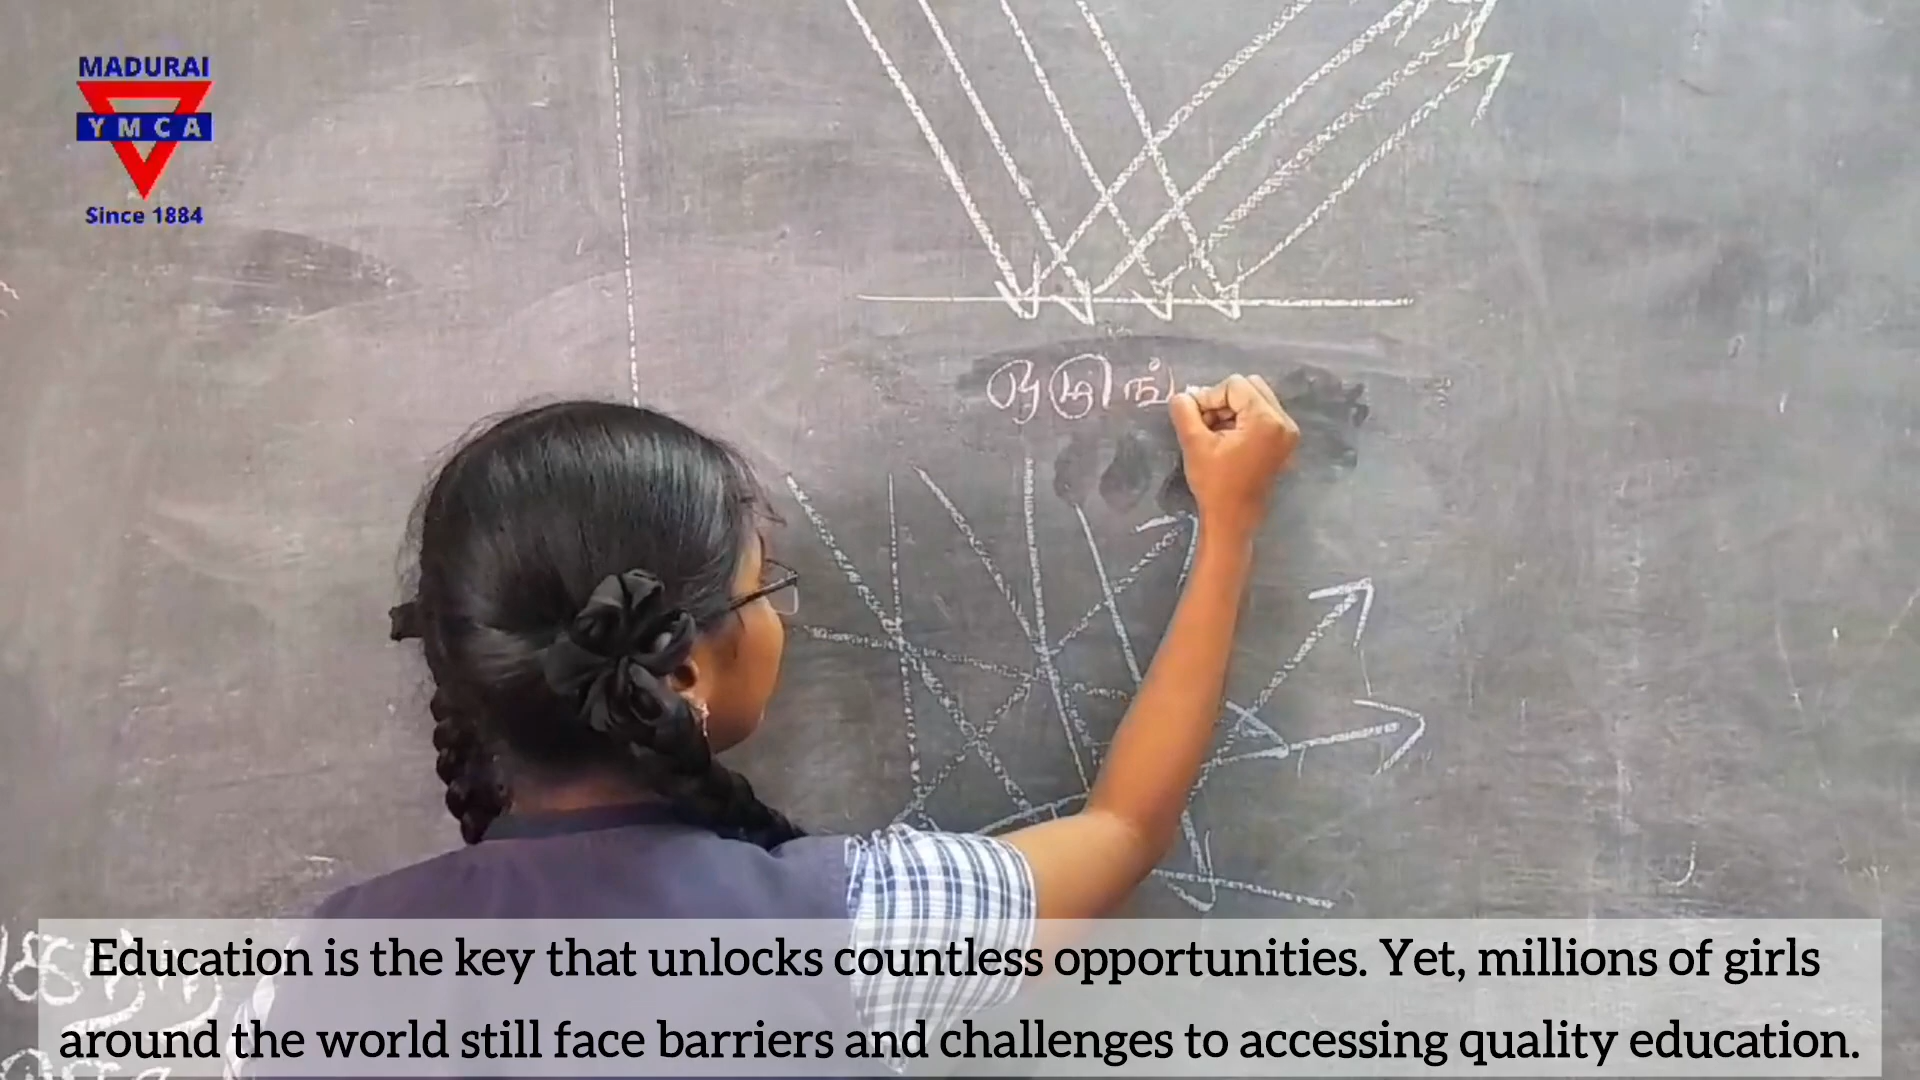 MADURAI
YMCA
Since 1884
ஒழுங்
Education is the key that unlocks countless opportunities. Yet, millions of girls
around the world still face barriers and challenges to accessing quality education.